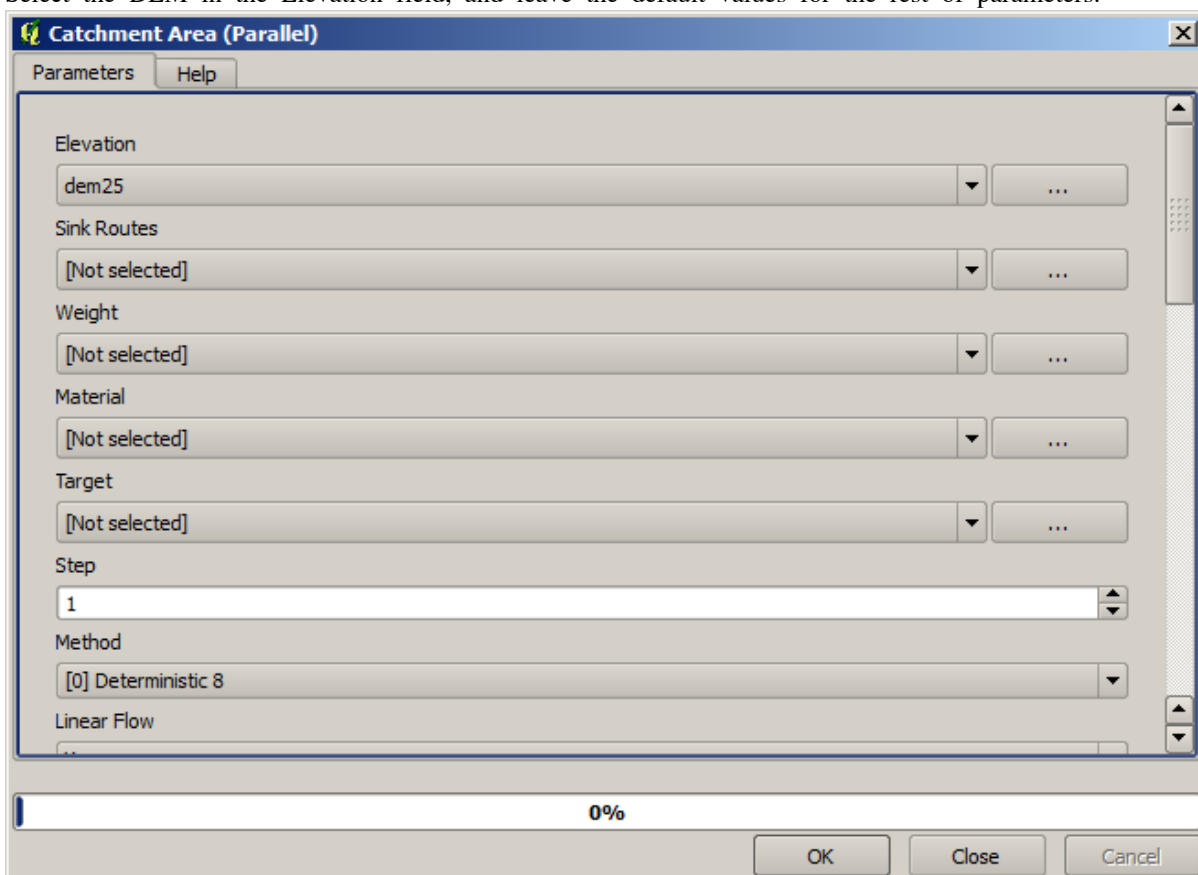 Select the DEM in the Elevation field, and leave the default values for the rest of parameters.
Catchment Area (Parallel)
Parameters Help
Elevation
dem25 ...
Sink Routes
[Not selected] ...
Weight
[Not selected] ...
Material
[Not selected] ...
Target
[Not selected] ...
Step
1
Method
[0] Deterministic 8
Linear Flow
0%
OK Close Cancel